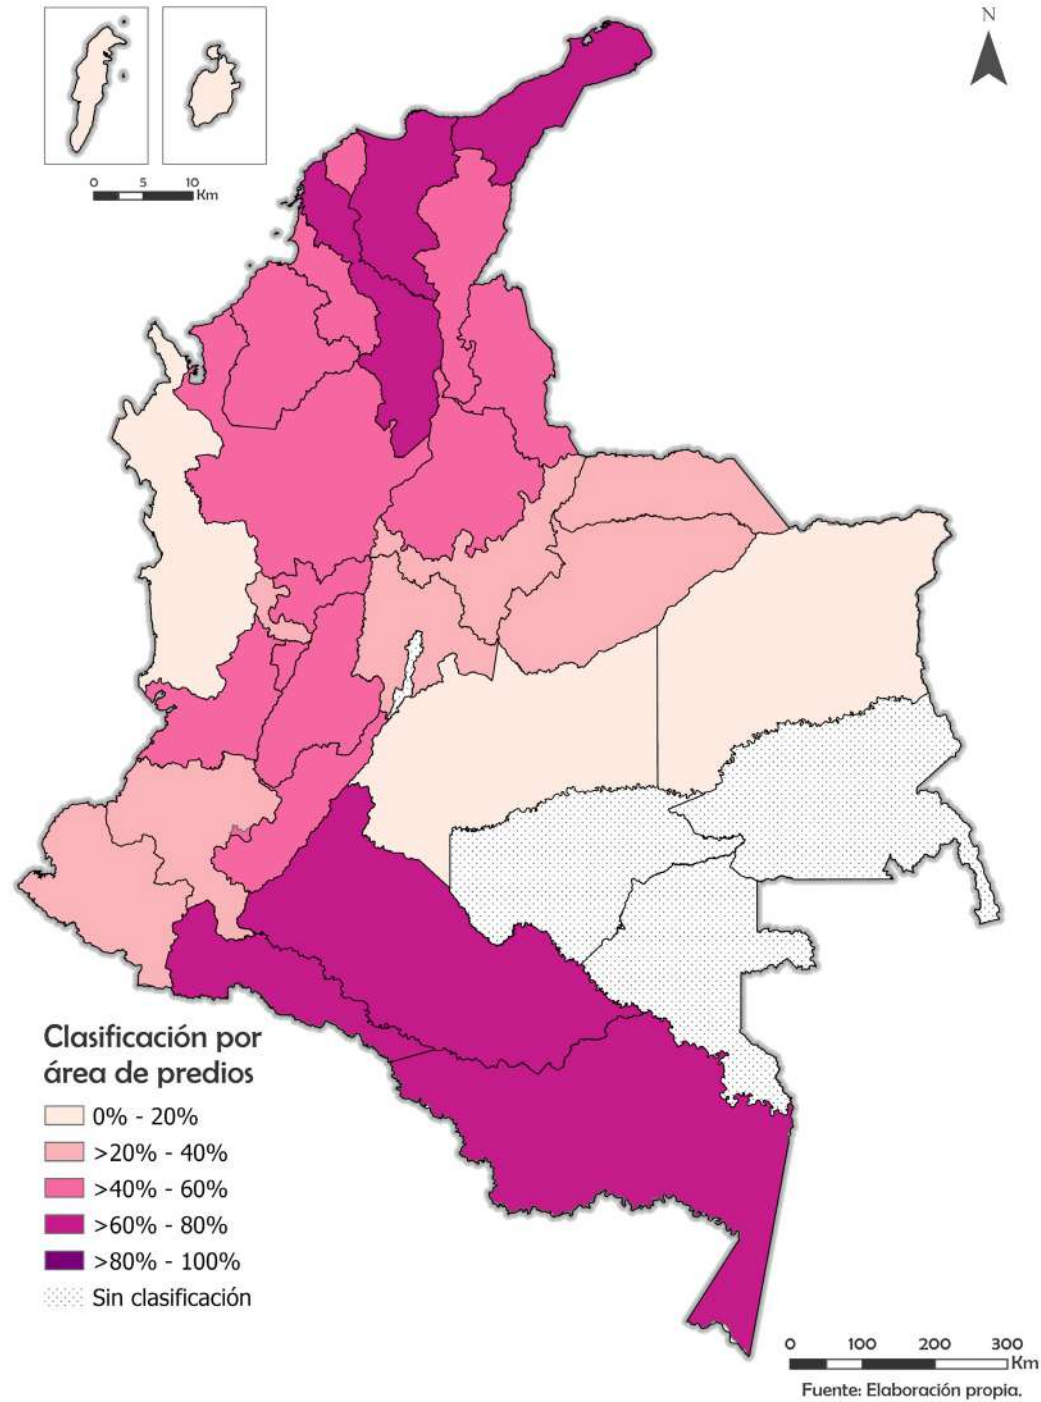 N
0 5 10
Km
Clasificación por
área de predios
0% - 20%
>20% - 40%
>40% - 60%
>60% - 80%
>80% - 100%
Sin clasificación
0 100 200 300
Km
Fuente: Elaboración propia.